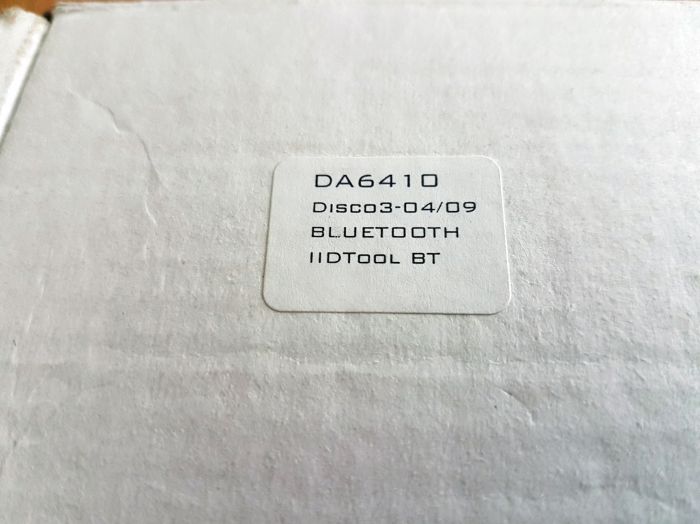 DA6410
Disco3-04/09
BLUETOOTH
IIDTool BT